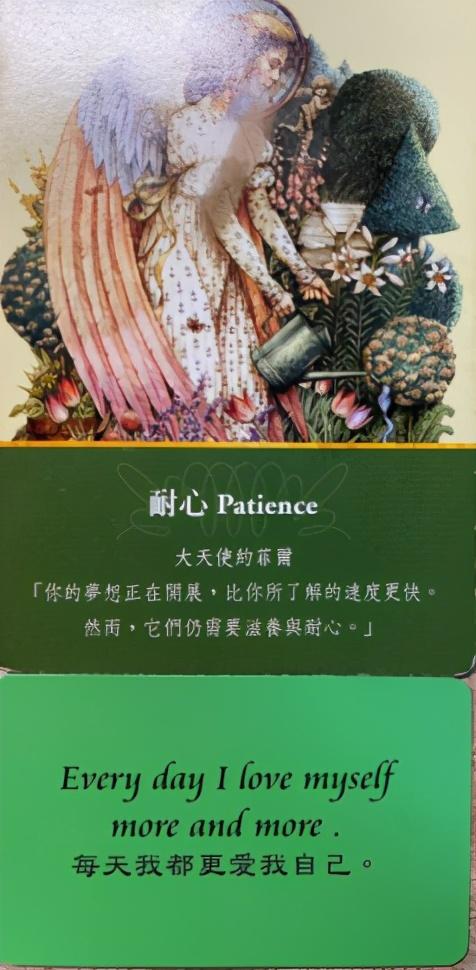 耐心 Patience
大天使約菲爾
「你的夢想正在開展，比你所了解的速度更快。
然而，它們仍需要滋養與耐心。」
Every day I love myself
more and more .
每天我都更愛我自己。